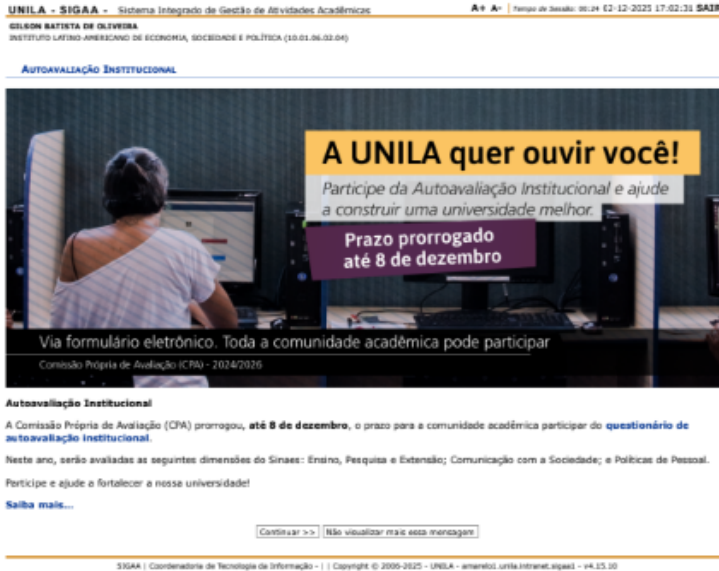 UNILA - SIGAA - Sistema Integrado de Gestão de Atividades Acadêmicas
A+ A- | Tempo de Sessão: 00:24 02-12-2025 17:02:31 SAIR
GILSON BATISTA DE OLIVEIRA
INSTITUTO LATINO-AMERICANO DE ECONOMIA, SOCIEDADE E POLÍTICA (10.01.06.02.04)
AUTOAVALIAÇÃO INSTITUCIONAL
A UNILA quer ouvir você!
Participe da Autoavaliação Institucional e ajude
a construir uma universidade melhor.
Prazo prorrogado
até 8 de dezembro
Via formulário eletrônico. Toda a comunidade acadêmica pode participar
Comissão Própria de Avaliação (CPA) - 2024/2026
Autoavaliação Institucional
A Comissão Própria de Avaliação (CPA) prorrogou, até 8 de dezembro, o prazo para a comunidade acadêmica participar do questionário de
autoavaliação institucional.
Neste ano, serão avaliadas as seguintes dimensões do Sinaes: Ensino, Pesquisa e Extensão; Comunicação com a Sociedade; e Políticas de Pessoal.
Participe e ajude a fortalecer a nossa universidade!
Saiba mais...
Continuar >> Não visualizar mais essa mensagem
SIGAA | Coordenadoria de Tecnologia da Informação - | | Copyright © 2006-2025 - UNILA - amarelo1.unila.intranet.sigaa1 - v4.15.10